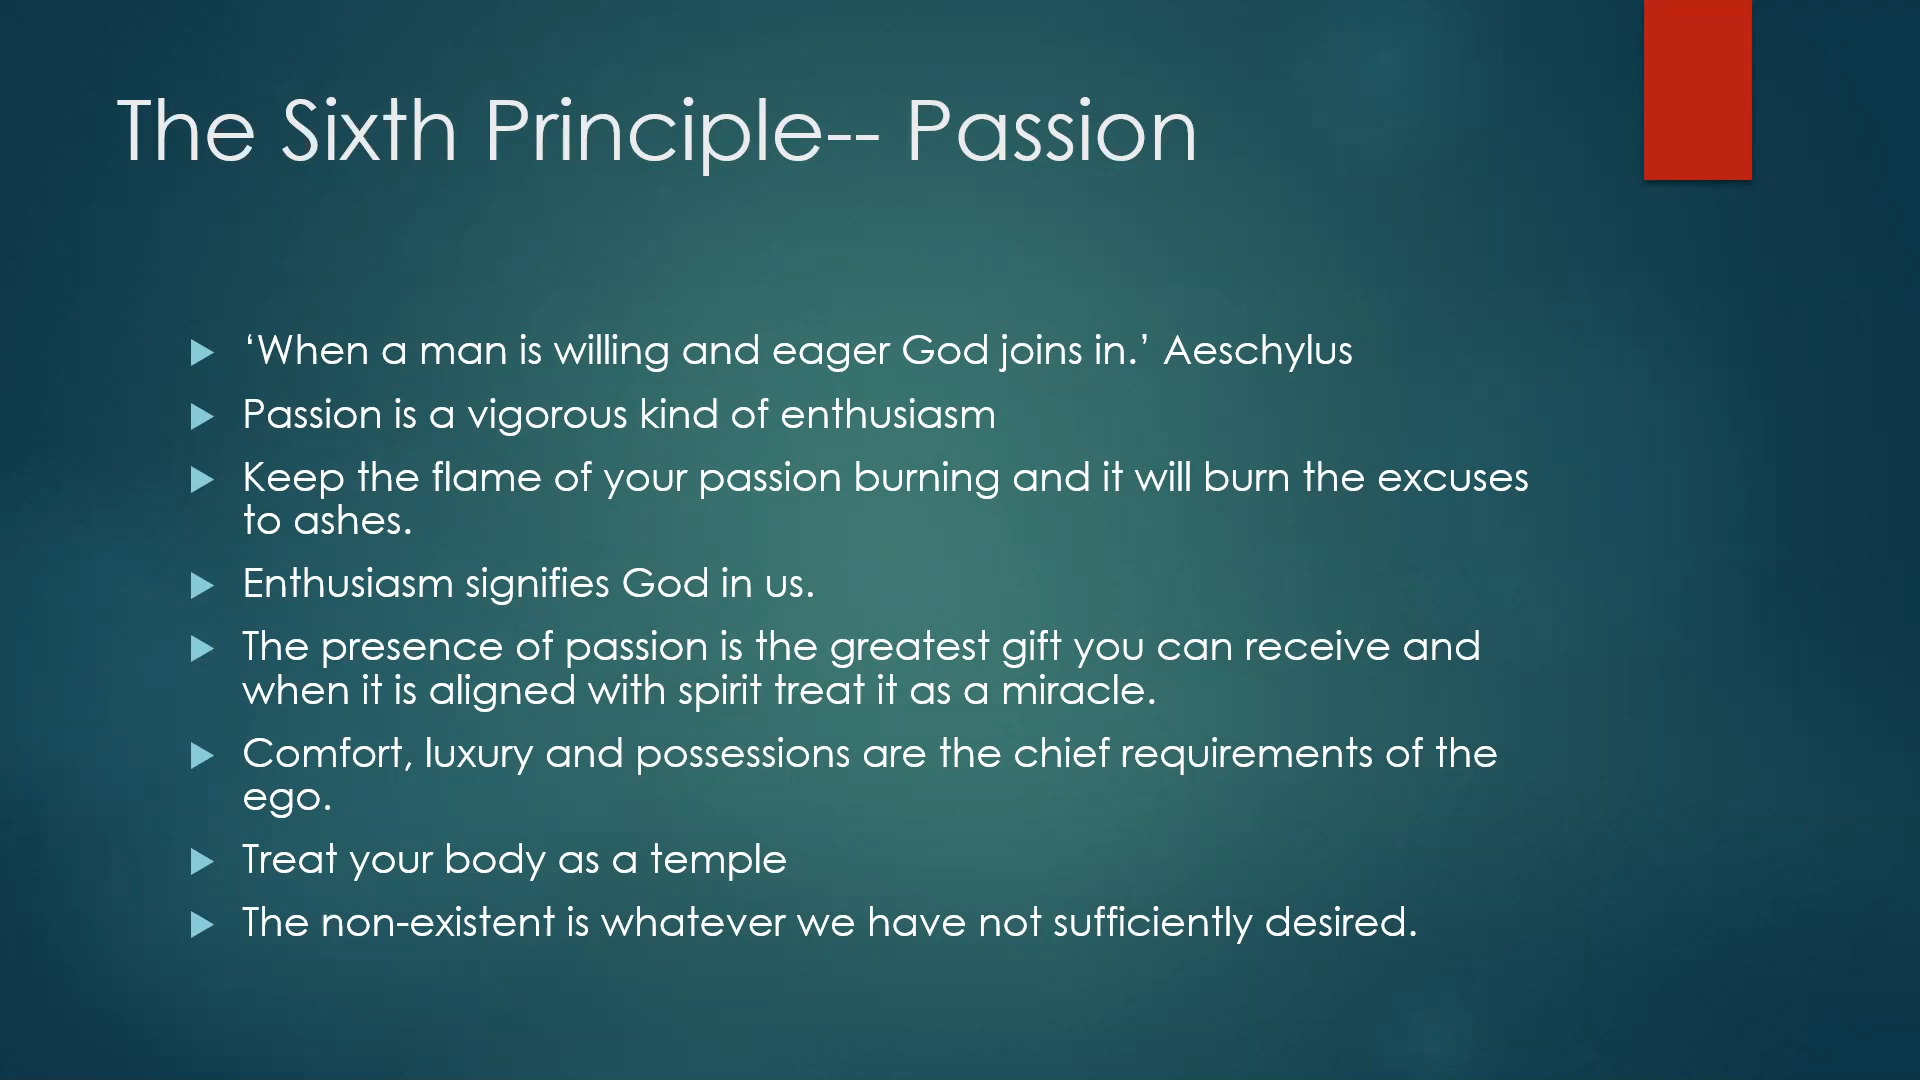 The Sixth Principle-- Passion
‘When a man is willing and eager God joins in.’ Aeschylus
Passion is a vigorous kind of enthusiasm
Keep the flame of your passion burning and it will burn the excuses
to ashes.
Enthusiasm signifies God in us.
The presence of passion is the greatest gift you can receive and
when it is aligned with spirit treat it as a miracle.
Comfort, luxury and possessions are the chief requirements of the
ego.
Treat your body as a temple
The non-existent is whatever we have not sufficiently desired.